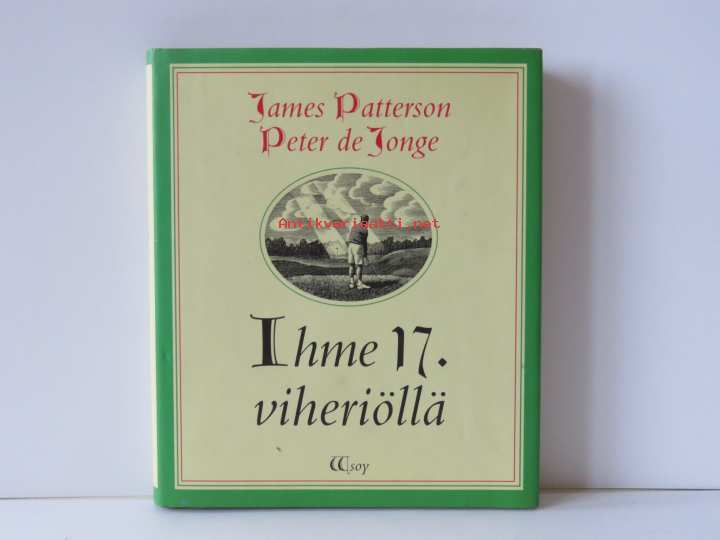 James Patterson
Peter de Jonge
Antikvariaatti.net
Ihme 17.
viheriöllä
Wsoy